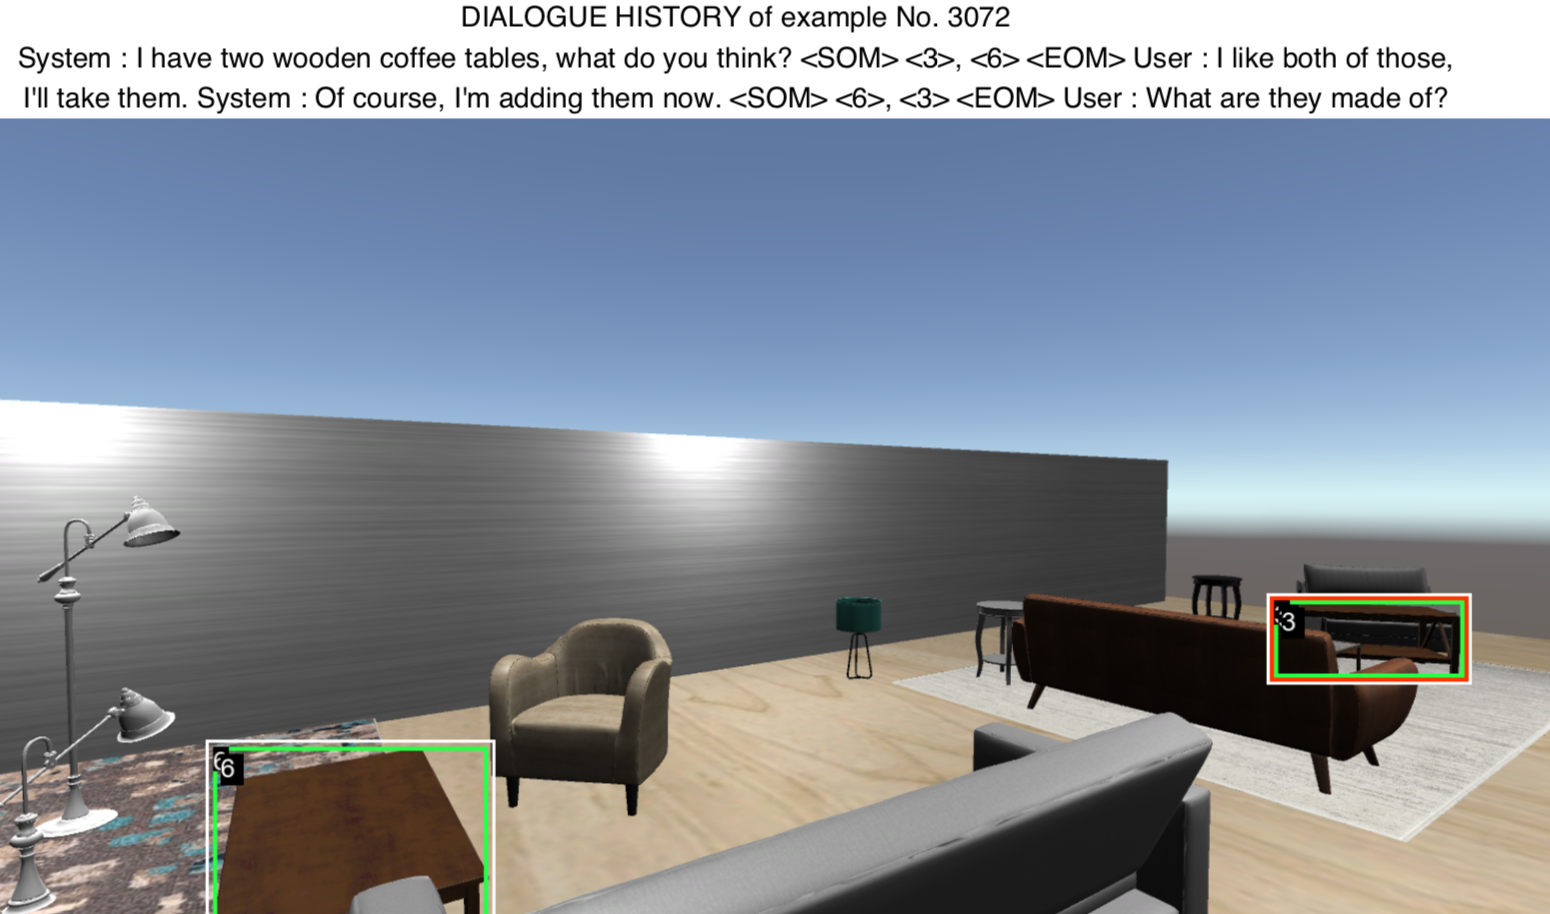 DIALOGUE HISTORY of example No. 3072
System : I have two wooden coffee tables, what do you think? <SOM> <3>, <6> <EOM> User : I like both of those,
I'll take them. System : Of course, I'm adding them now. <SOM> <6>, <3> <EOM> User : What are they made of?
3
6